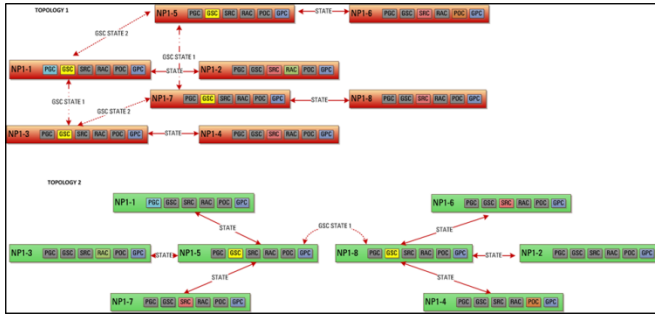 TOPOLOGY 1
NP1-5 PGC GSC SRC RAC POC GPC
STATE
NP1-6 PGC GSC SRC RAC POC GPC
GSC STATE 2
GSC STATE 1
NP1-1 PGC GSC SRC RAC POC GPC
STATE
NP1-2 PGC GSC SRC RAC POC GPC
GSC STATE 1
GSC STATE 2
NP1-7 PGC GSC SRC RAC POC GPC
STATE
NP1-8 PGC GSC SRC RAC POC GPC
NP1-3 PGC GSC SRC RAC POC GPC
STATE
NP1-4 PGC GSC SRC RAC POC GPC
TOPOLOGY 2
NP1-1 PGC GSC SRC RAC POC GPC
NP1-6 PGC GSC SRC RAC POC GPC
STATE
GSC STATE 1
STATE
NP1-3 PGC GSC SRC RAC POC GPC
STATE
NP1-5 PGC GSC SRC RAC POC GPC
NP1-8 PGC GSC SRC RAC POC GPC
STATE
NP1-2 PGC GSC SRC RAC POC GPC
STATE
STATE
NP1-7 PGC GSC SRC RAC POC GPC
NP1-4 PGC GSC SRC RAC POC GPC